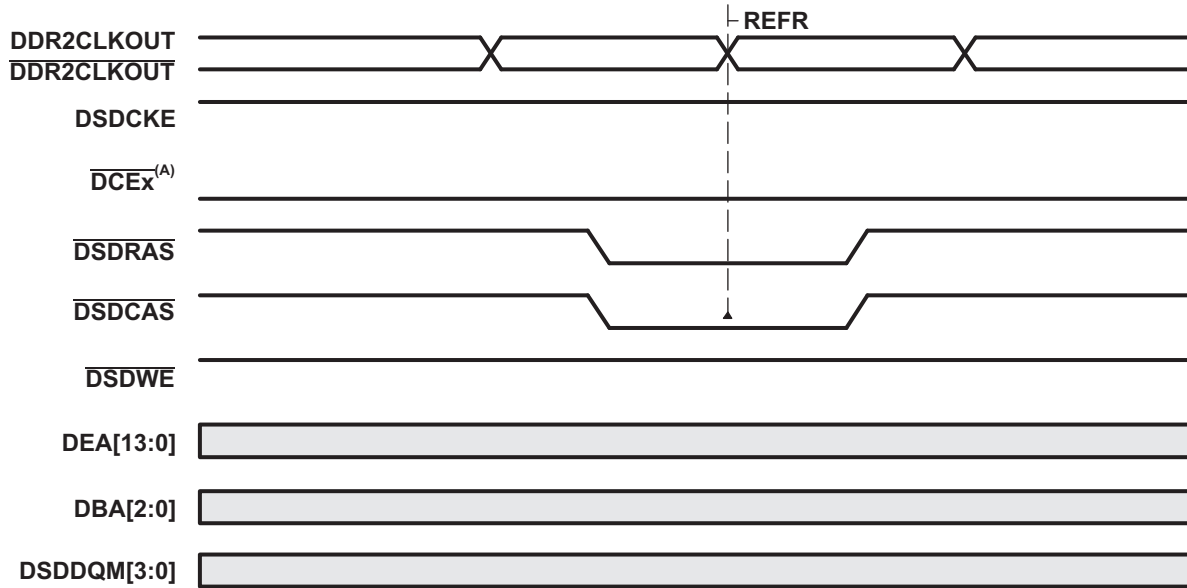 REFR
DDR2CLKOUT
DDR2CLKOUT
DSDCKE
DCEx(A)
DSDRAS
DSDCAS
DSDWE
DEA[13:0]
DBA[2:0]
DSDDQM[3:0]